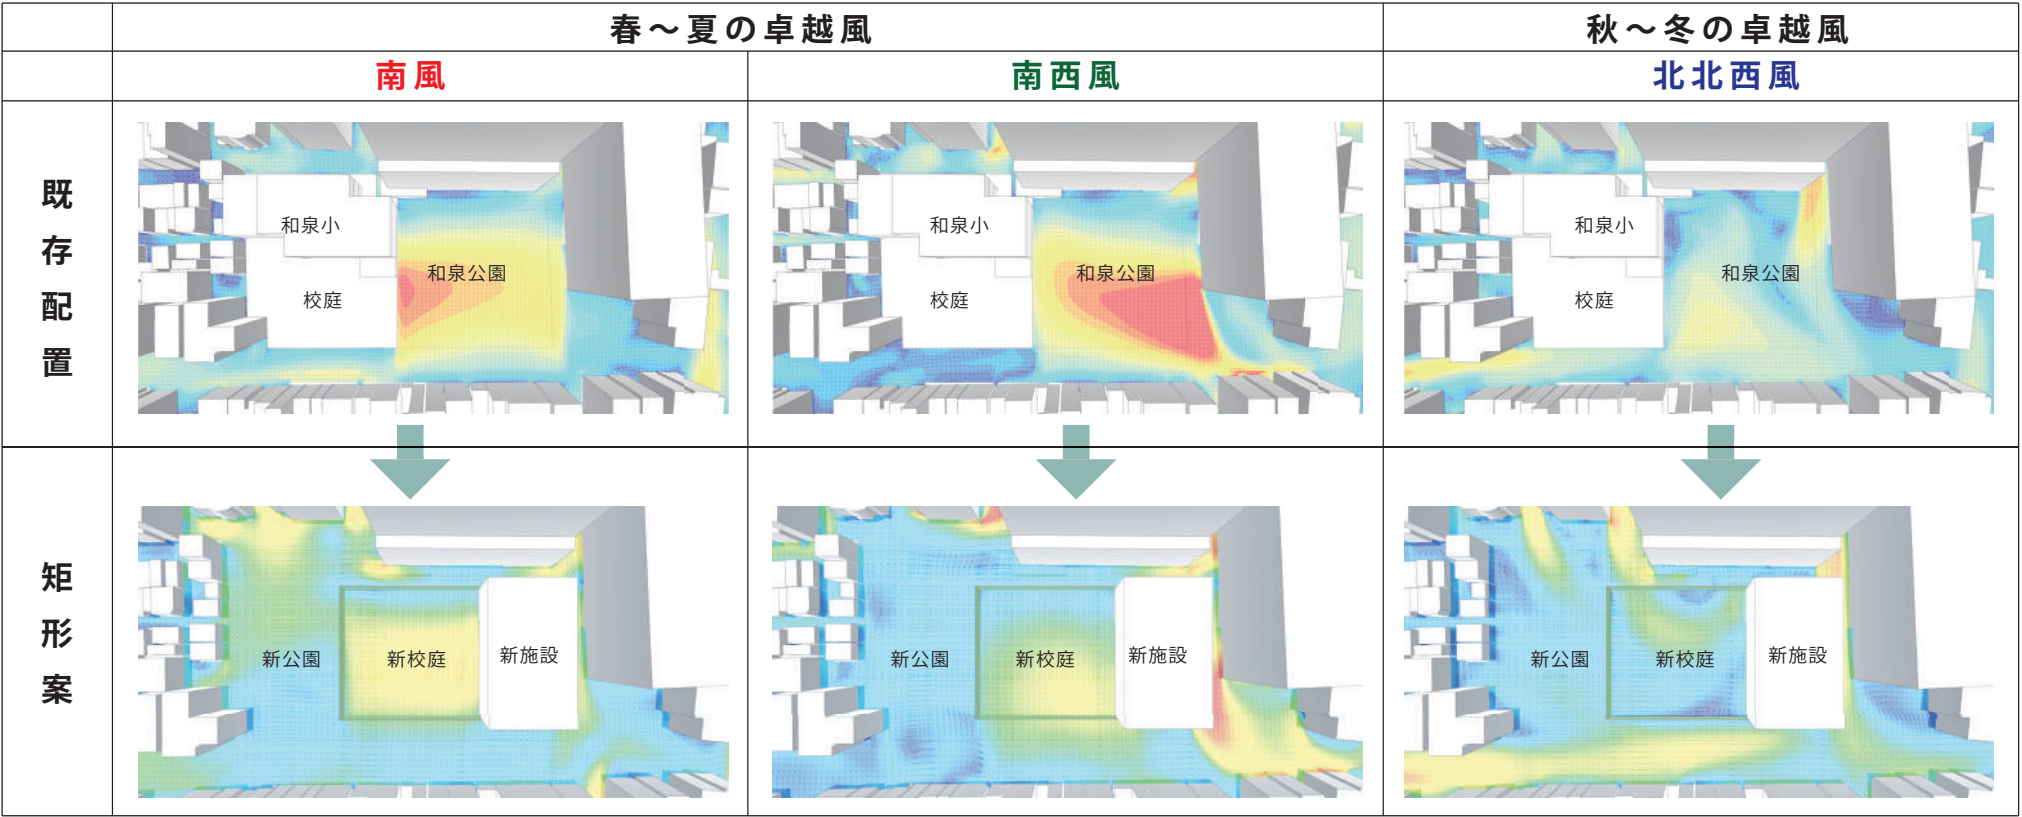 春～夏の卓越風
秋～冬の卓越風
南風
南西風
北北西風
既存配置
和泉小
和泉公園
校庭
和泉小
和泉公園
校庭
和泉小
和泉公園
校庭
矩形案
新公園
新校庭
新施設
新公園
新校庭
新施設
新公園
新校庭
新施設